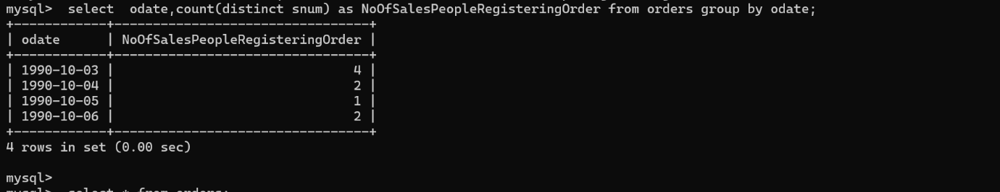 mysql>  select  odate,count(distinct snum) as NoOfSalesPeopleRegisteringOrder from orders group by odate;
+------------+---------------------------------+
| odate      | NoOfSalesPeopleRegisteringOrder |
+------------+---------------------------------+
| 1990-10-03 |                               4 |
| 1990-10-04 |                               2 |
| 1990-10-05 |                               1 |
| 1990-10-06 |                               2 |
+------------+---------------------------------+
4 rows in set (0.00 sec)
mysql>
mysql>  select * from orders;